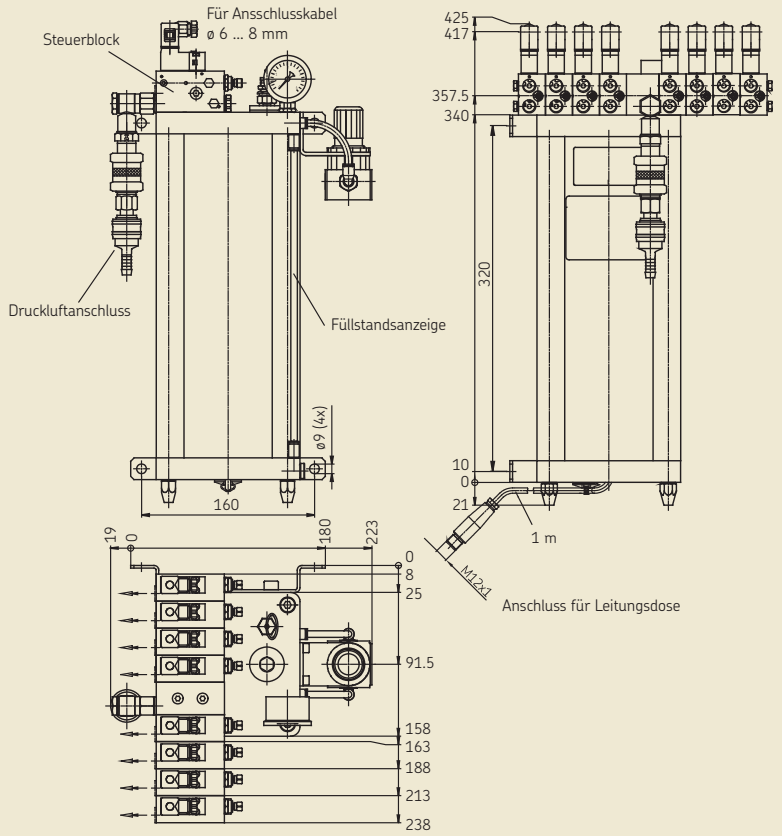 Für Ansschlusskabel
ø 6 ... 8 mm
Steuerblock
Druckluftanschluss
Füllstandsanzeige
ø9 (4x)
160
425
417
357.5
340
320
10
0
21
1 m
M12x1
Anschluss für Leitungsdose
19
0
180
223
0
8
25
91.5
158
163
188
213
238